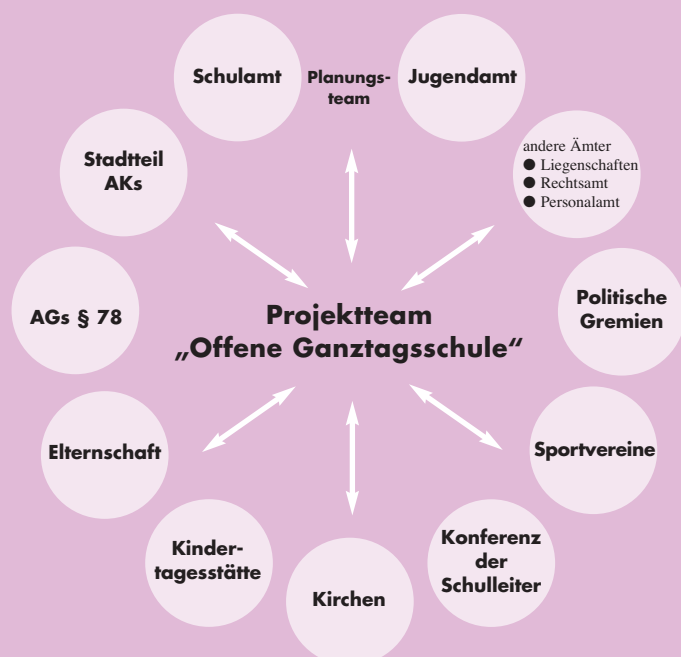 Schulamt
Planungs-
team
Jugendamt
andere Ämter
● Liegenschaften
● Rechtsamt
● Personalamt
Stadtteil
AKs
AGs § 78
Politische
Gremien
Projektteam
„Offene Ganztagsschule“
Elternschaft
Sportvereine
Kinder-
tagesstätte
Kirchen
Konferenz
der
Schulleiter